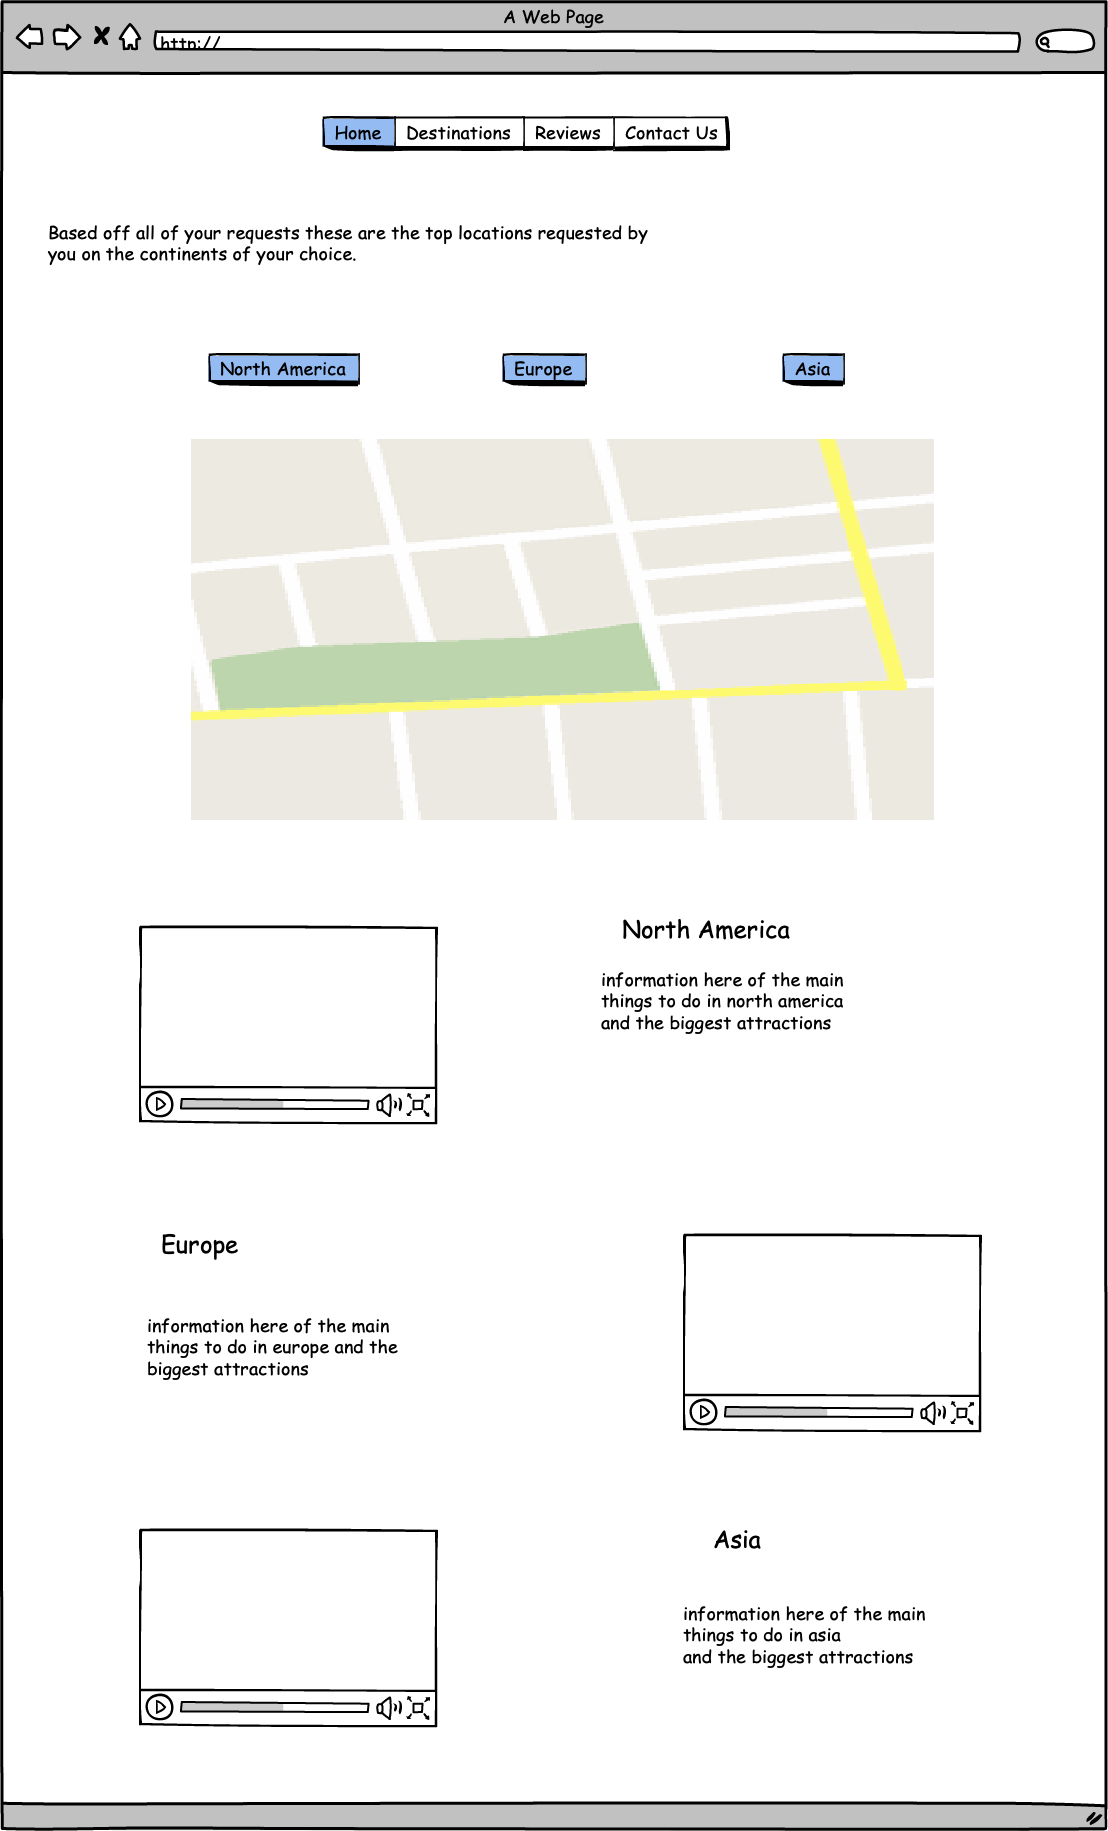 A Web Page
http://
Home Destinations Reviews Contact Us
Based off all of your requests these are the top locations requested by
you on the continents of your choice.
North America Europe Asia
North America
information here of the main
things to do in north america
and the biggest attractions
Europe
information here of the main
things to do in europe and the
biggest attractions
Asia
information here of the main
things to do in asia
and the biggest attractions